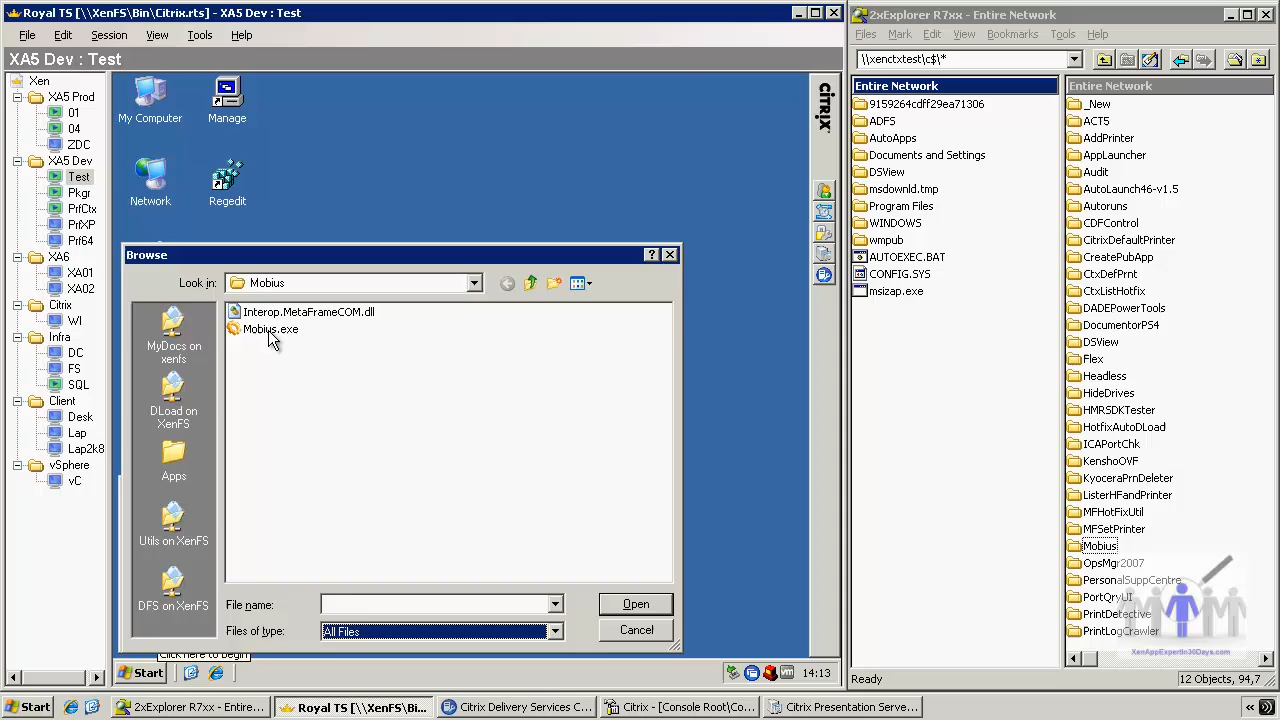 Royal TS [\\XenFS\Bin\Citrix.rts] - XA5 Dev : Test
File Edit Session View Tools Help
XA5 Dev : Test
Xen
XA5 Prod
01
04
ZDC
XA5 Dev
Test
Pkgr
PrfCtx
PrfXP
Prf64
XA6
XA01
XA02
Citrix
WI
Infra
DC
FS
SQL
Client
Desk
Lap
Lap2k8
vSphere
vC
My Computer
Manage
Network
Regedit
CITRIX
Browse
Look in: Mobius
MyDocs on xenfs
DLoad on XenFS
Apps
Utils on XenFS
DFS on XenFS
Interop.MetaFrameCOM.dll
Mobius.exe
File name:
Open
Files of type: All Files
Cancel
Click here to begin
Start
14:13
2xExplorer R7xx - Entire Network
Files Mark Edit View Bookmarks Tools Help
\\xenctxtest\c$\*
Entire Network
9159264cdff29ea71306
ADFS
AutoApps
Documents and Settings
DSView
msdownld.tmp
Program Files
WINDOWS
wmpub
AUTOEXEC.BAT
CONFIG.SYS
msizap.exe
Entire Network
_New
ACT5
AddPrinter
AppLauncher
Audit
AutoLaunch46-v1.5
Autoruns
CDFControl
CitrixDefaultPrinter
CreatePubApp
CtxDefPrnt
CtxListHotfix
DADEPowerTools
DocumentorPS4
DSView
Flex
Headless
HideDrives
HMRSDKTester
HotfixAutoDLoad
ICAPortChk
KenshoOVF
KyoceraPrnDeleter
ListerHFandPrinter
MFHotFixUtil
MFSetPrinter
Mobius
OpsMgr2007
PersonalSuppCentre
PortQryUI
PrintDetective
PrintLogCrawler
XenAppExpertIn30Days.com
Ready
12 Objects, 94,7
Start
2xExplorer R7xx - Entire...
Royal TS [\\XenFS\Bi...
Citrix Delivery Services C...
Citrix - [Console Root\Co...
Citrix Presentation Serve...